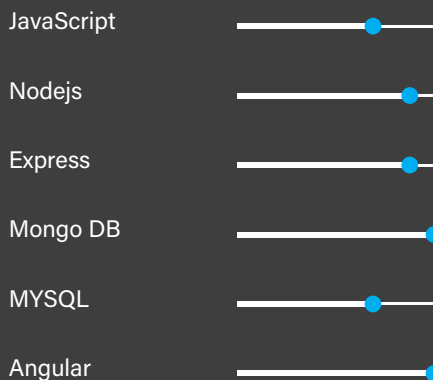 JavaScript
Nodejs
Express
Mongo DB
MYSQL
Angular